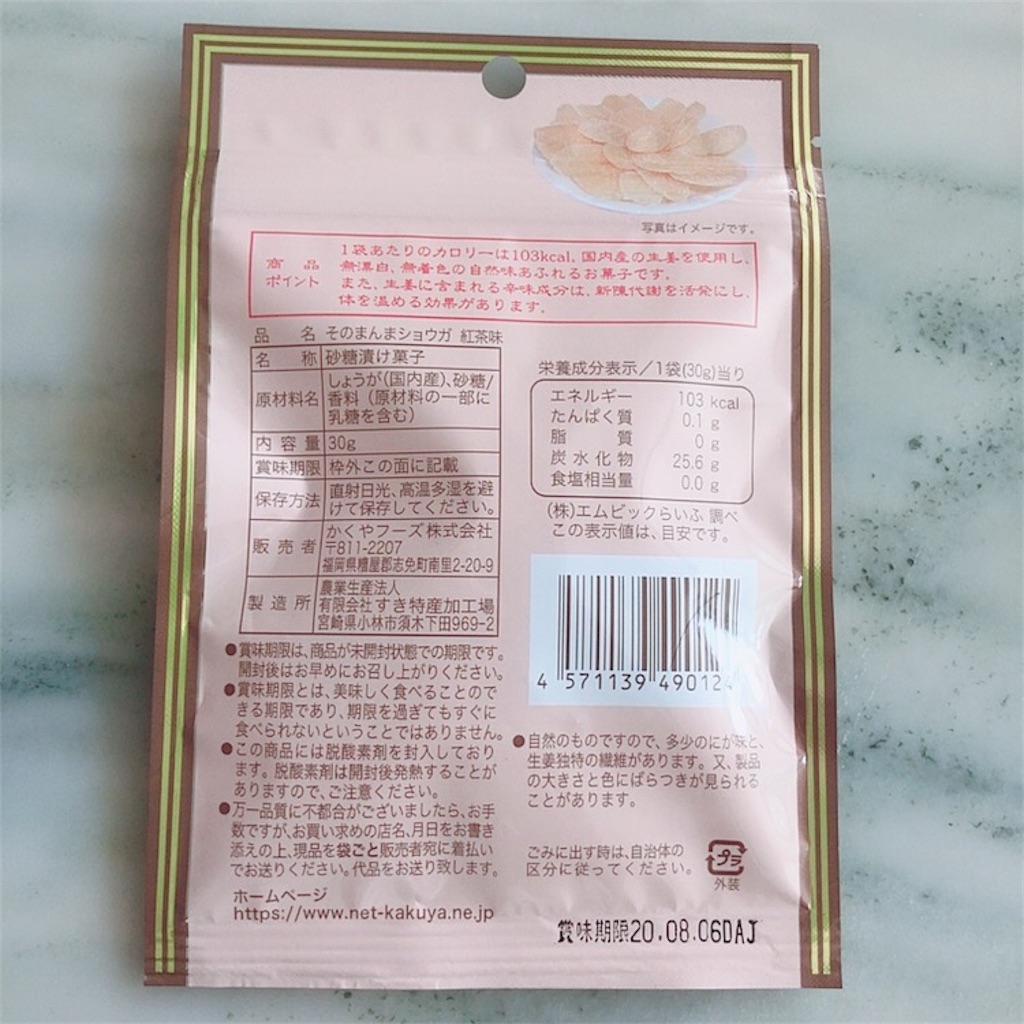 写真はイメージです。
商品ポイント
1袋あたりのカロリーは103kcal。国内産の生姜を使用し、
無漂白、無着色の自然味あふれるお菓子です。
また、生姜に含まれる辛味成分は、新陳代謝を活発にし、
体を温める効果があります。
品名 そのまんまショウガ 紅茶味
名称 砂糖漬け菓子
原材料名 しょうが(国内産)、砂糖/
香料(原材料の一部に
乳糖を含む)
内容量 30g
賞味期限 枠外この面に記載
保存方法 直射日光、高温多湿を避
けて保存してください。
販売者 かくやフーズ株式会社
〒811-2207
福岡県糟屋郡志免町南里2-20-9
製造所 農業生産法人
有限会社すき特産加工場
宮崎県小林市須木下田969-2
●賞味期限は、商品が未開封状態での期限です。
開封後はお早めにお召し上がりください。
●賞味期限とは、美味しく食べることので
きる期限であり、期限を過ぎてもすぐに
食べられないということではありません。
●この商品には脱酸素剤を封入しており
ます。脱酸素剤は開封後発熱することが
ありますので、ご注意ください。
●万一品質に不都合がございましたら、お手
数ですが、お買い求めの店名、月日をお書き
添えの上、現品を袋ごと販売者宛に着払い
でお送りください。代品をお送り致します。
ホームページ
https://www.net-kakuya.ne.jp
栄養成分表示/1袋(30g)当り
エネルギー 103 kcal
たんぱく質 0.1 g
脂質 0 g
炭水化物 25.6 g
食塩相当量 0.0 g
(株)エムビックらいふ 調べ
この表示値は、目安です。
4 571139 490124
●自然のものですので、多少のにが味と、
生姜独特の繊維があります。又、製品
の大きさと色にばらつきが見られる
ことがあります。
ごみに出す時は、自治体の
区分に従ってください。
プラ
外装
賞味期限20.08.06DAJ